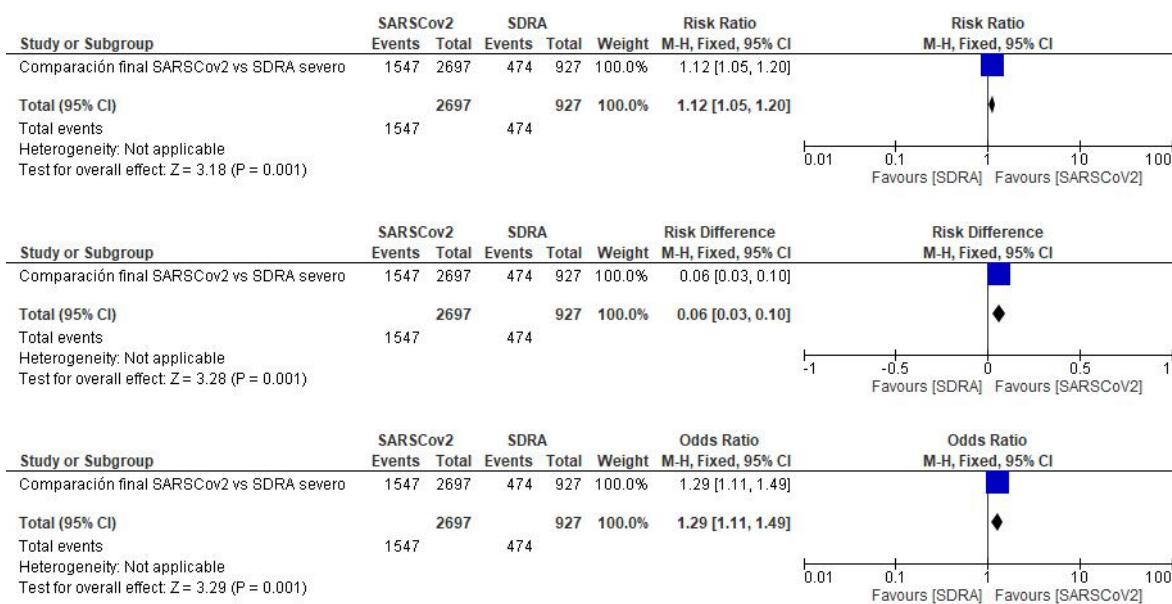 SARSCov2 SDRA Risk Ratio Risk Ratio
Study or Subgroup Events Total Events Total Weight M-H, Fixed, 95% CI M-H, Fixed, 95% CI
Comparación final SARSCov2 vs SDRA severo 1547 2697 474 927 100.0% 1.12 [1.05, 1.20]
Total (95% CI) 2697 927 100.0% 1.12 [1.05, 1.20]
Total events 1547 474
Heterogeneity: Not applicable
Test for overall effect: Z = 3.18 (P = 0.001)
0.01 0.1 1 10 100
Favours [SDRA] Favours [SARSCoV2]
SARSCov2 SDRA Risk Difference Risk Difference
Study or Subgroup Events Total Events Total Weight M-H, Fixed, 95% CI M-H, Fixed, 95% CI
Comparación final SARSCov2 vs SDRA severo 1547 2697 474 927 100.0% 0.06 [0.03, 0.10]
Total (95% CI) 2697 927 100.0% 0.06 [0.03, 0.10]
Total events 1547 474
Heterogeneity: Not applicable
Test for overall effect: Z = 3.28 (P = 0.001)
-1 -0.5 0 0.5 1
Favours [SDRA] Favours [SARSCoV2]
SARSCov2 SDRA Odds Ratio Odds Ratio
Study or Subgroup Events Total Events Total Weight M-H, Fixed, 95% CI M-H, Fixed, 95% CI
Comparación final SARSCov2 vs SDRA severo 1547 2697 474 927 100.0% 1.29 [1.11, 1.49]
Total (95% CI) 2697 927 100.0% 1.29 [1.11, 1.49]
Total events 1547 474
Heterogeneity: Not applicable
Test for overall effect: Z = 3.29 (P = 0.001)
0.01 0.1 1 10 100
Favours [SDRA] Favours [SARSCoV2]